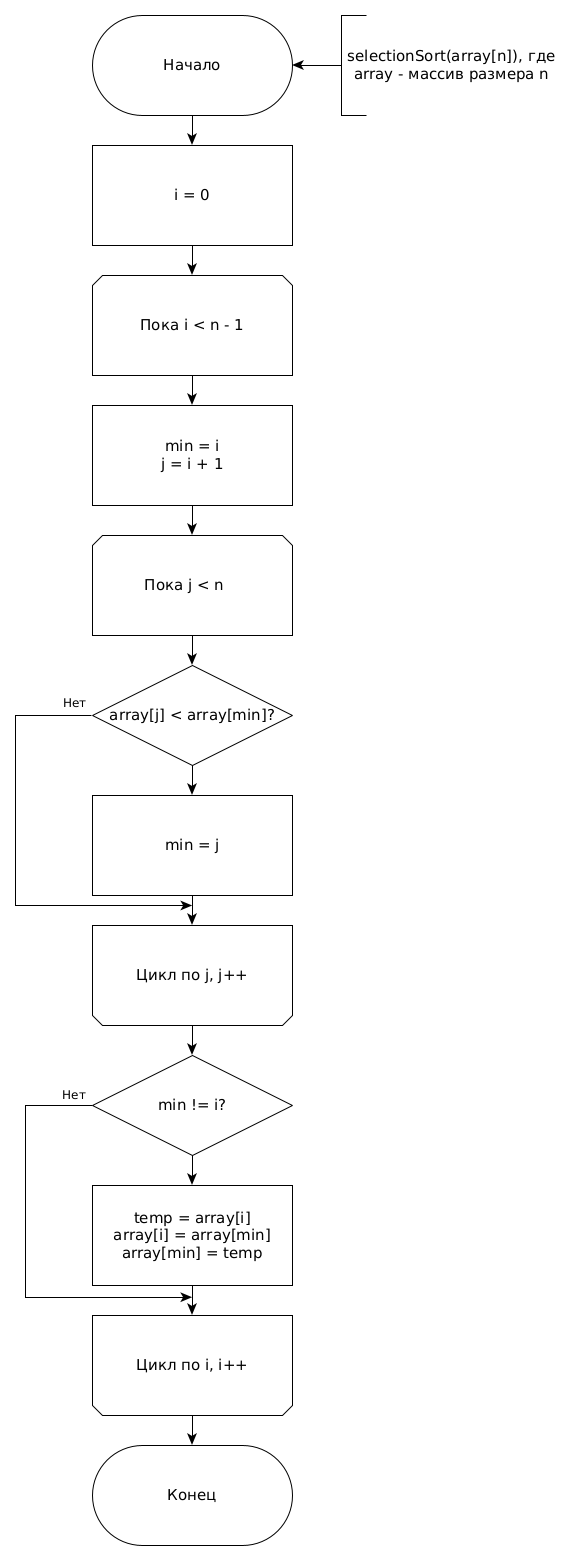 Начало
selectionSort(array[n]), где
array - массив размера n
i = 0
Пока i < n - 1
min = i
j = i + 1
Пока j < n
Нет
array[j] < array[min]?
min = j
Цикл по j, j++
Нет
min != i?
temp = array[i]
array[i] = array[min]
array[min] = temp
Цикл по i, i++
Конец